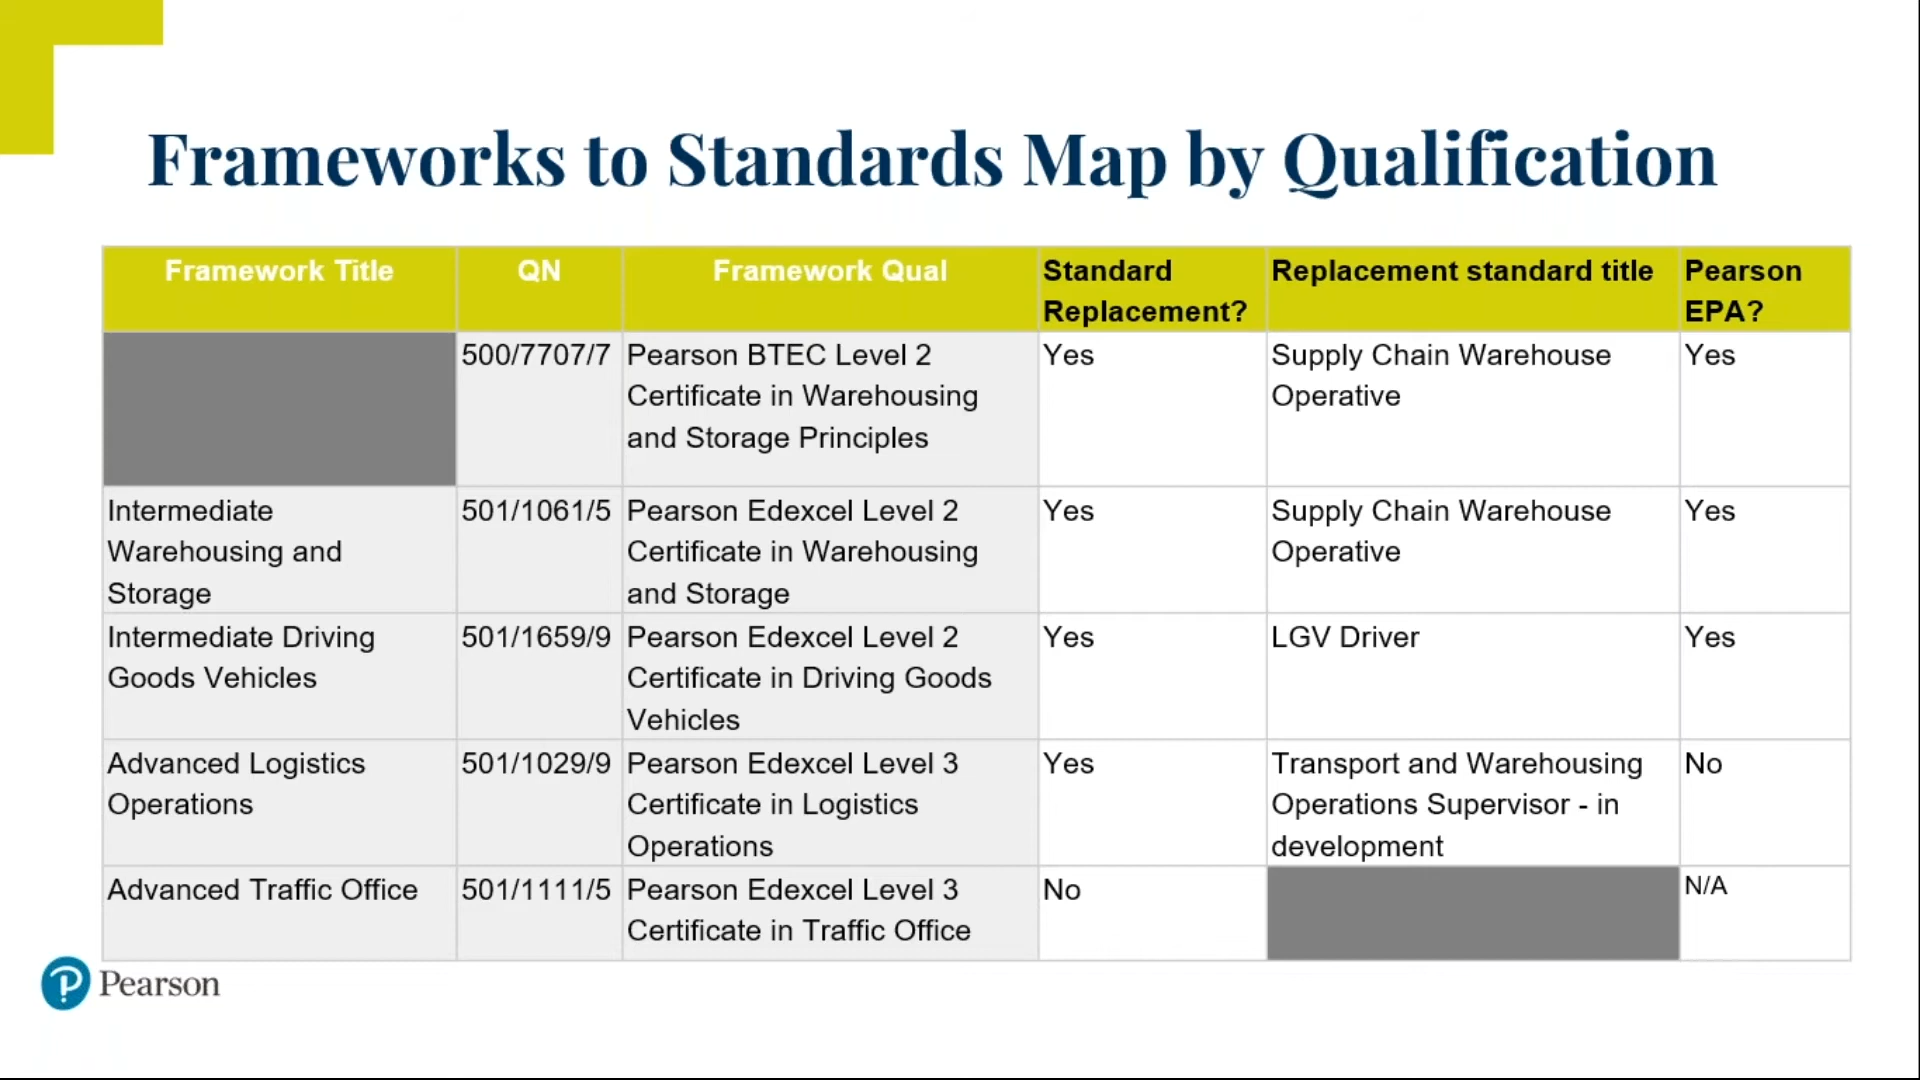 Frameworks to Standards Map by Qualification
Framework Title QN Framework Qual Standard Replacement? Replacement standard title Pearson EPA?
500/7707/7 Pearson BTEC Level 2 Certificate in Warehousing and Storage Principles Yes Supply Chain Warehouse Operative Yes
Intermediate Warehousing and Storage 501/1061/5 Pearson Edexcel Level 2 Certificate in Warehousing and Storage Yes Supply Chain Warehouse Operative Yes
Intermediate Driving Goods Vehicles 501/1659/9 Pearson Edexcel Level 2 Certificate in Driving Goods Vehicles Yes LGV Driver Yes
Advanced Logistics Operations 501/1029/9 Pearson Edexcel Level 3 Certificate in Logistics Operations Yes Transport and Warehousing Operations Supervisor - in development No
Advanced Traffic Office 501/1111/5 Pearson Edexcel Level 3 Certificate in Traffic Office No N/A
Pearson